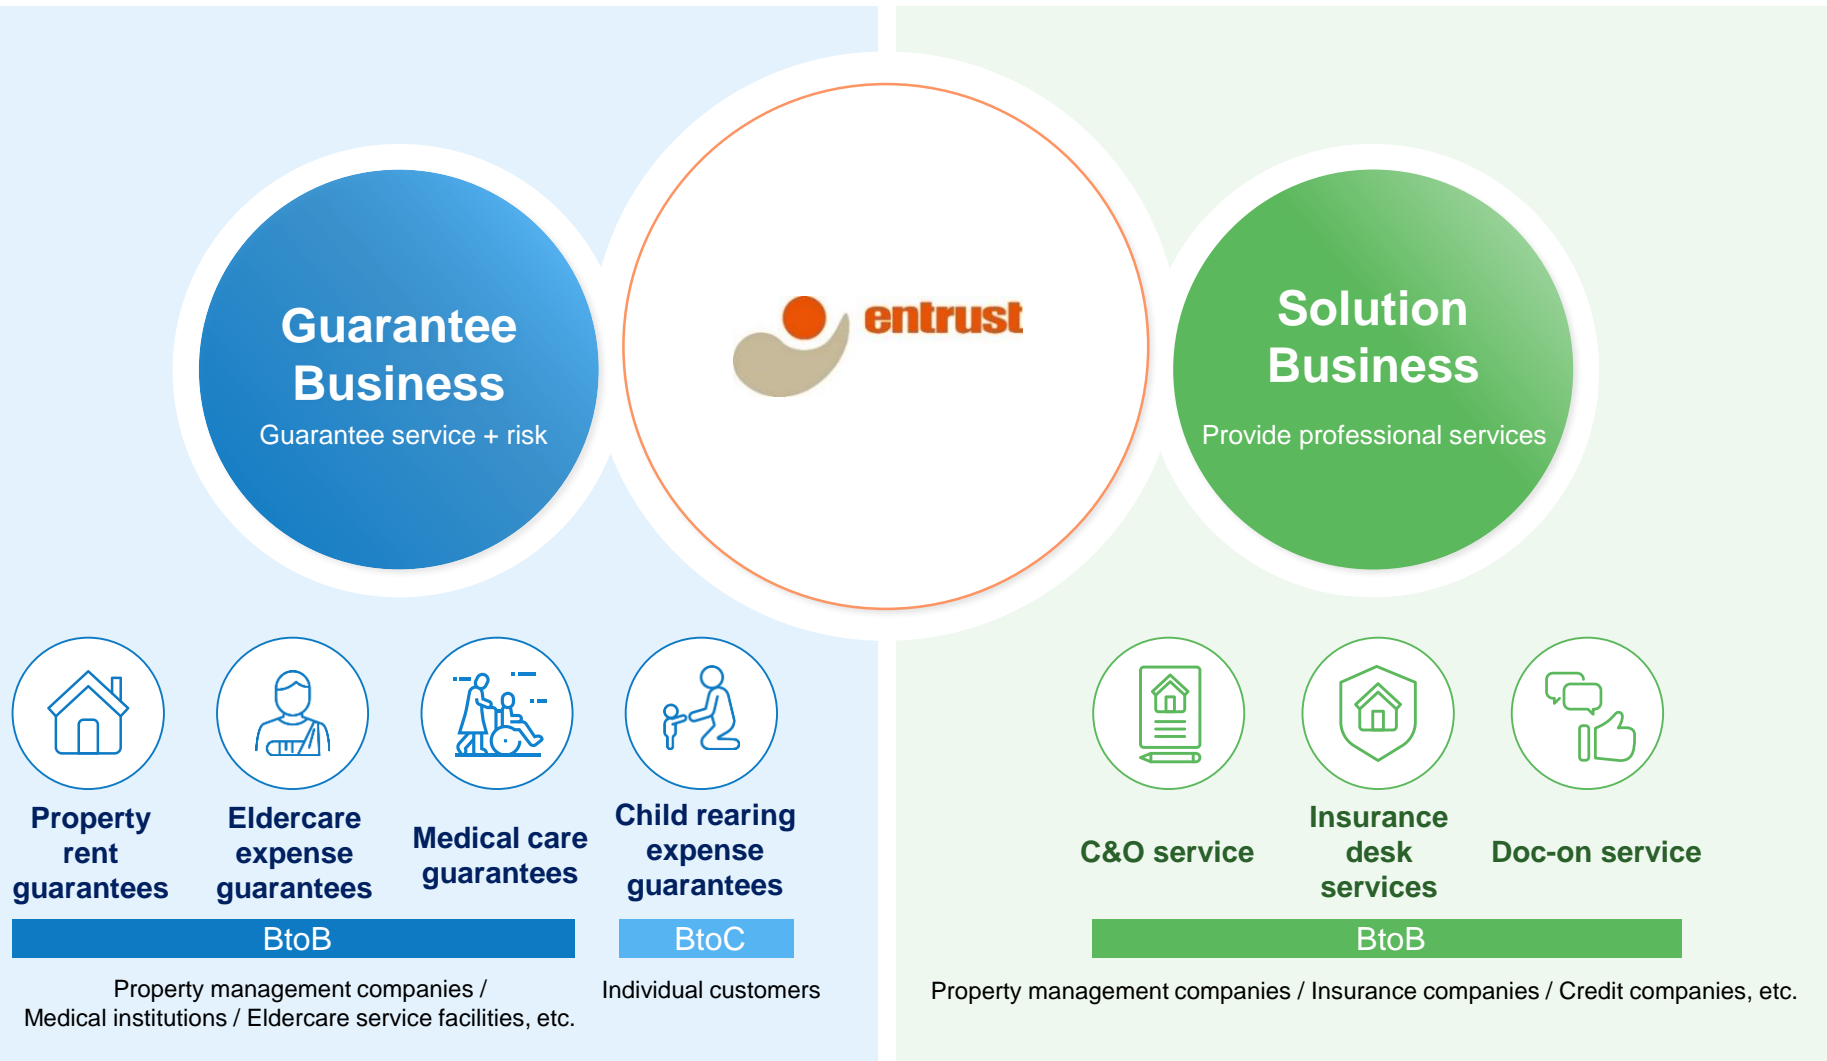 Guarantee
Business
Guarantee service + risk
entrust
Solution
Business
Provide professional services
Property
rent
guarantees
Eldercare
expense
guarantees
Medical care
guarantees
Child rearing
expense
guarantees
C&O service
Insurance
desk
services
Doc-on service
BtoB
BtoC
BtoB
Property management companies /
Medical institutions / Eldercare service facilities, etc.
Individual customers
Property management companies / Insurance companies / Credit companies, etc.